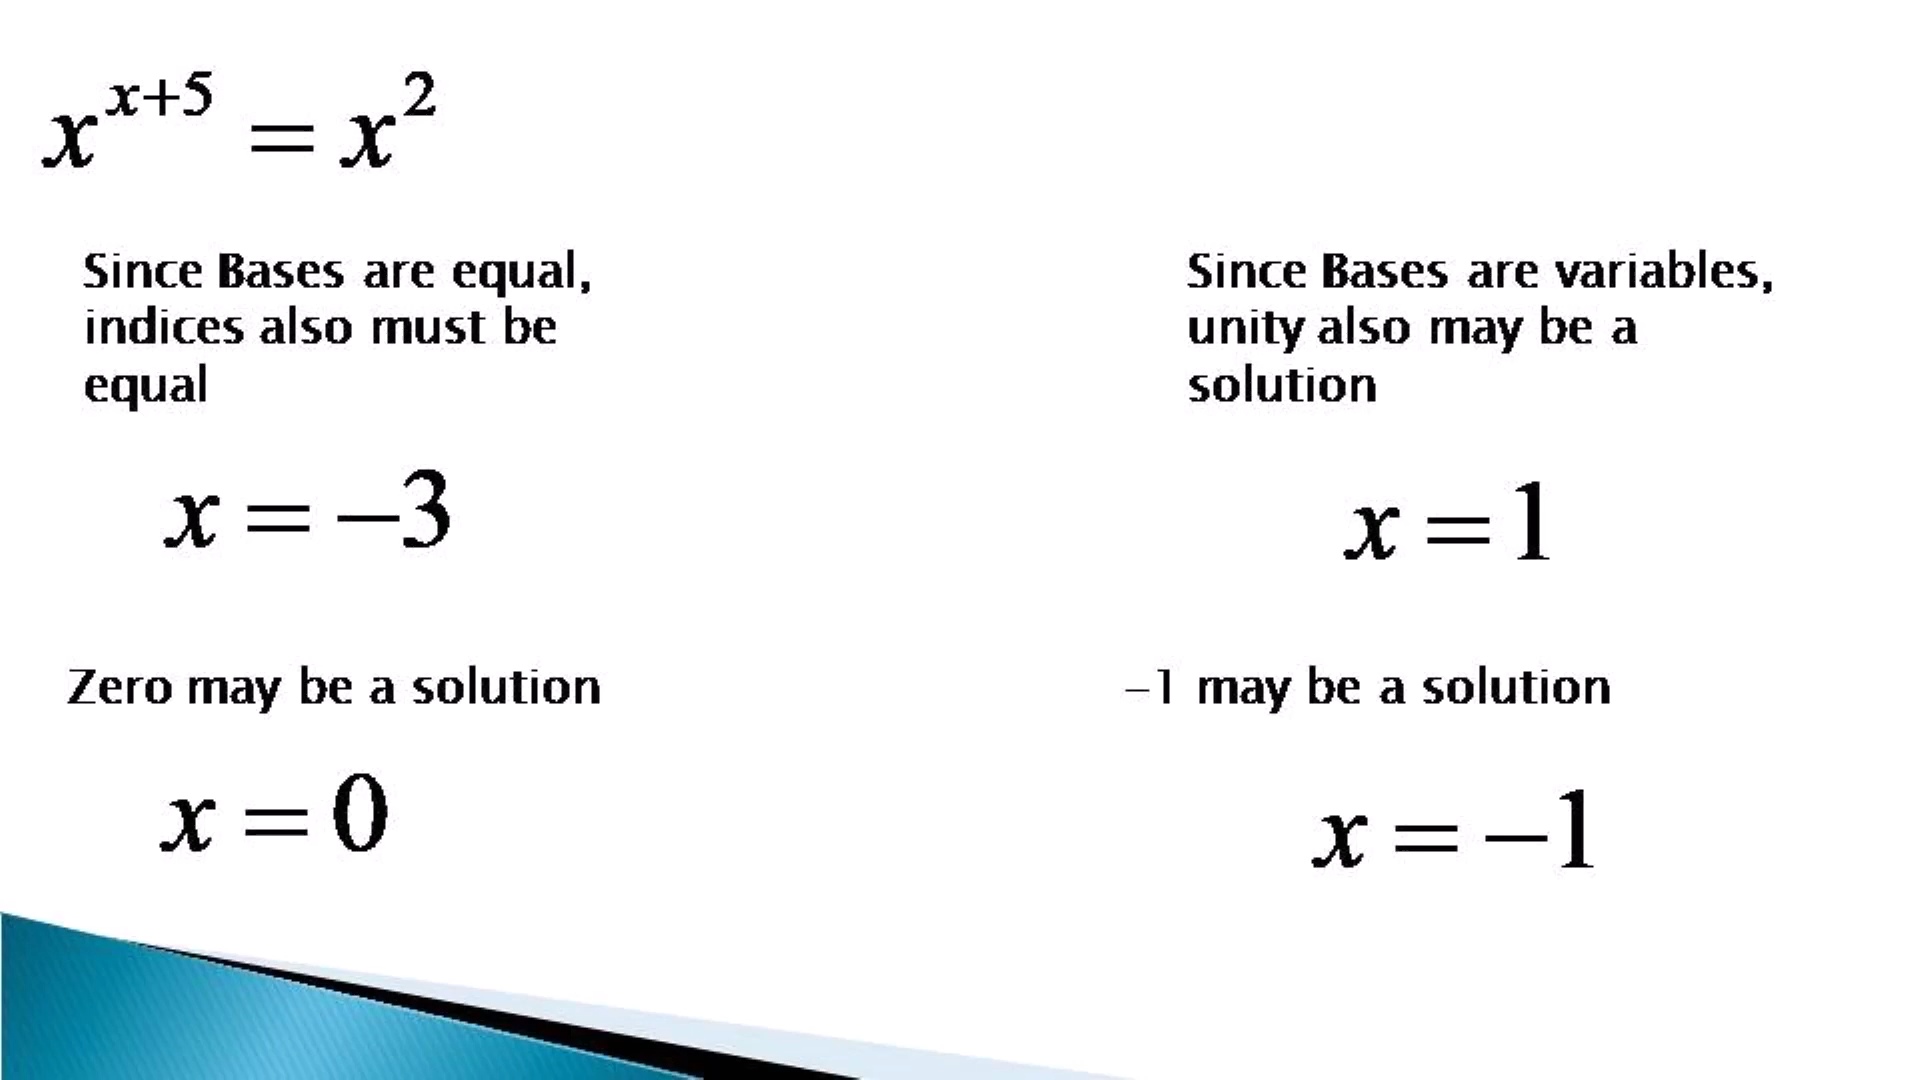 x^{x+5} = x^2
Since Bases are equal,
indices also must be
equal
x = −3
Since Bases are variables,
unity also may be a
solution
x = 1
Zero may be a solution
x = 0
−1 may be a solution
x = −1